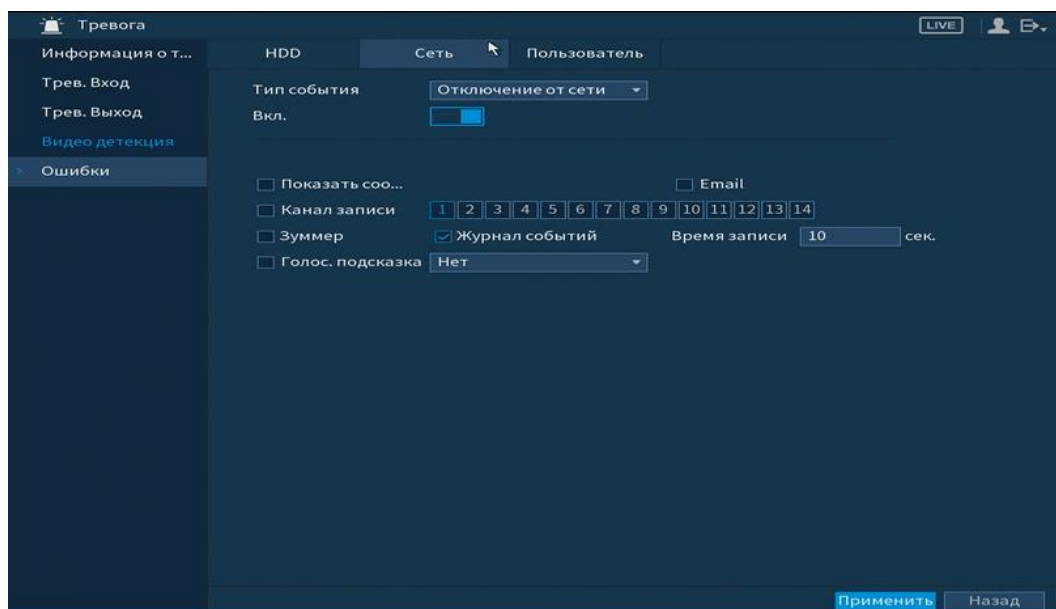 Тревога LIVE
Информация о т... HDD Сеть Пользователь
Трев. Вход Тип события Отключение от сети
Трев. Выход Вкл.
Видео детекция
Ошибки
Показать соо... Email
Канал записи 1 2 3 4 5 6 7 8 9 10 11 12 13 14
Зуммер Журнал событий Время записи 10 сек.
Голос. подсказка Нет
Применить Назад